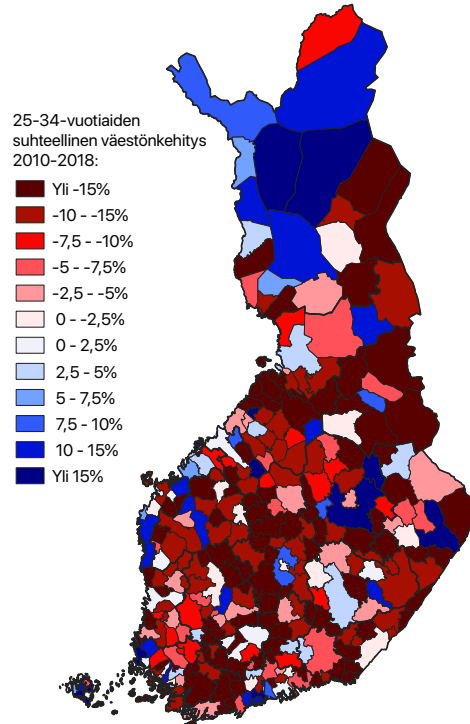 25-34-vuotiaiden
suhteellinen väestönkehitys
2010-2018:
Yli -15%
-10 - -15%
-7,5 - -10%
-5 - -7,5%
-2,5 - -5%
0 - -2,5%
0 - 2,5%
2,5 - 5%
5 - 7,5%
7,5 - 10%
10 - 15%
Yli 15%